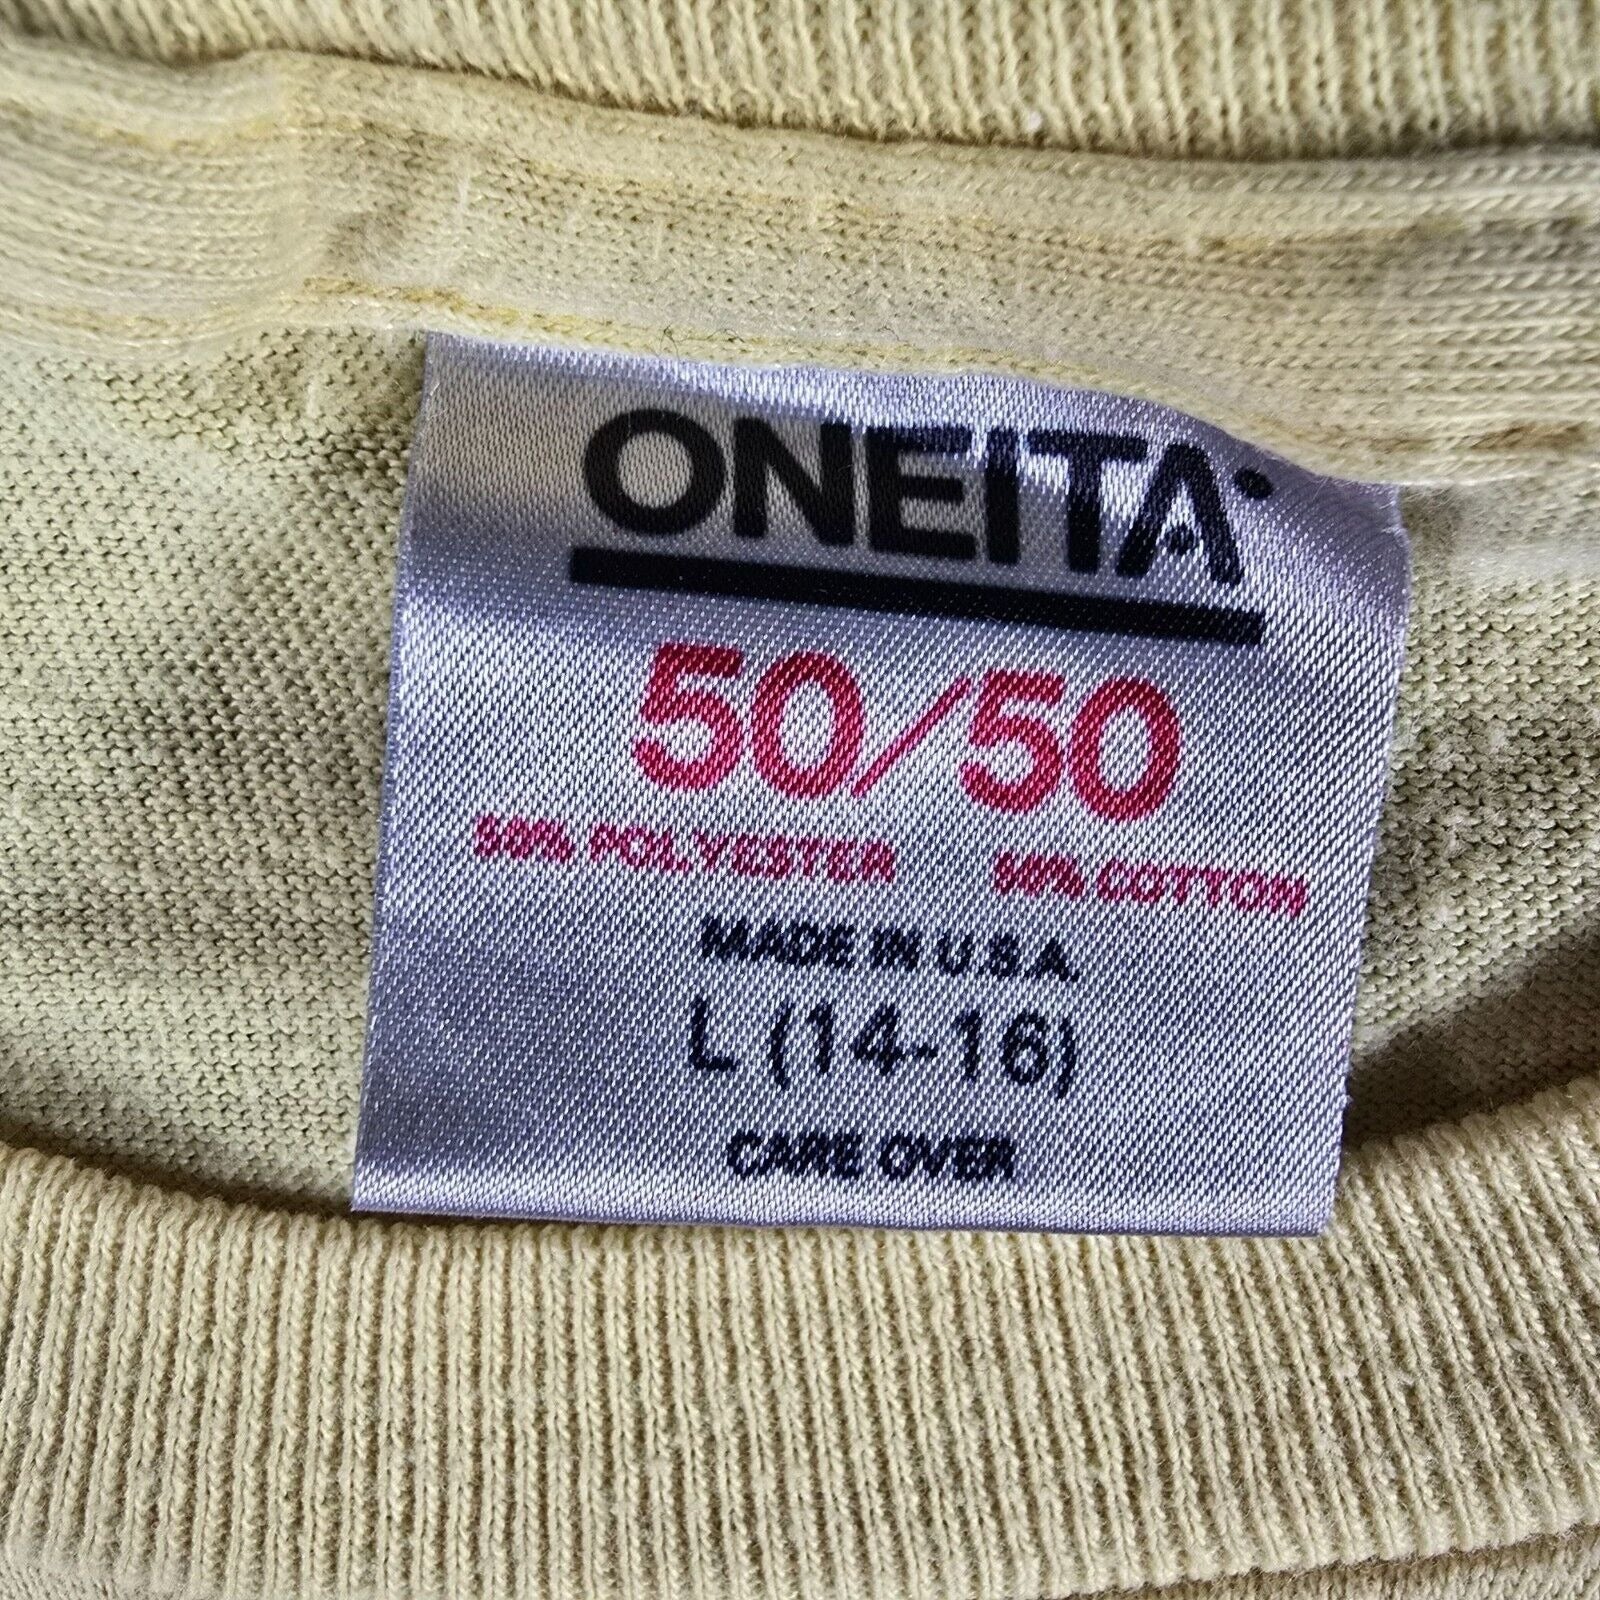 ONEITA
50/50
50% POLYESTER 50% COTTON
MADE IN U.S.A.
L (14-16)
CARE OVER